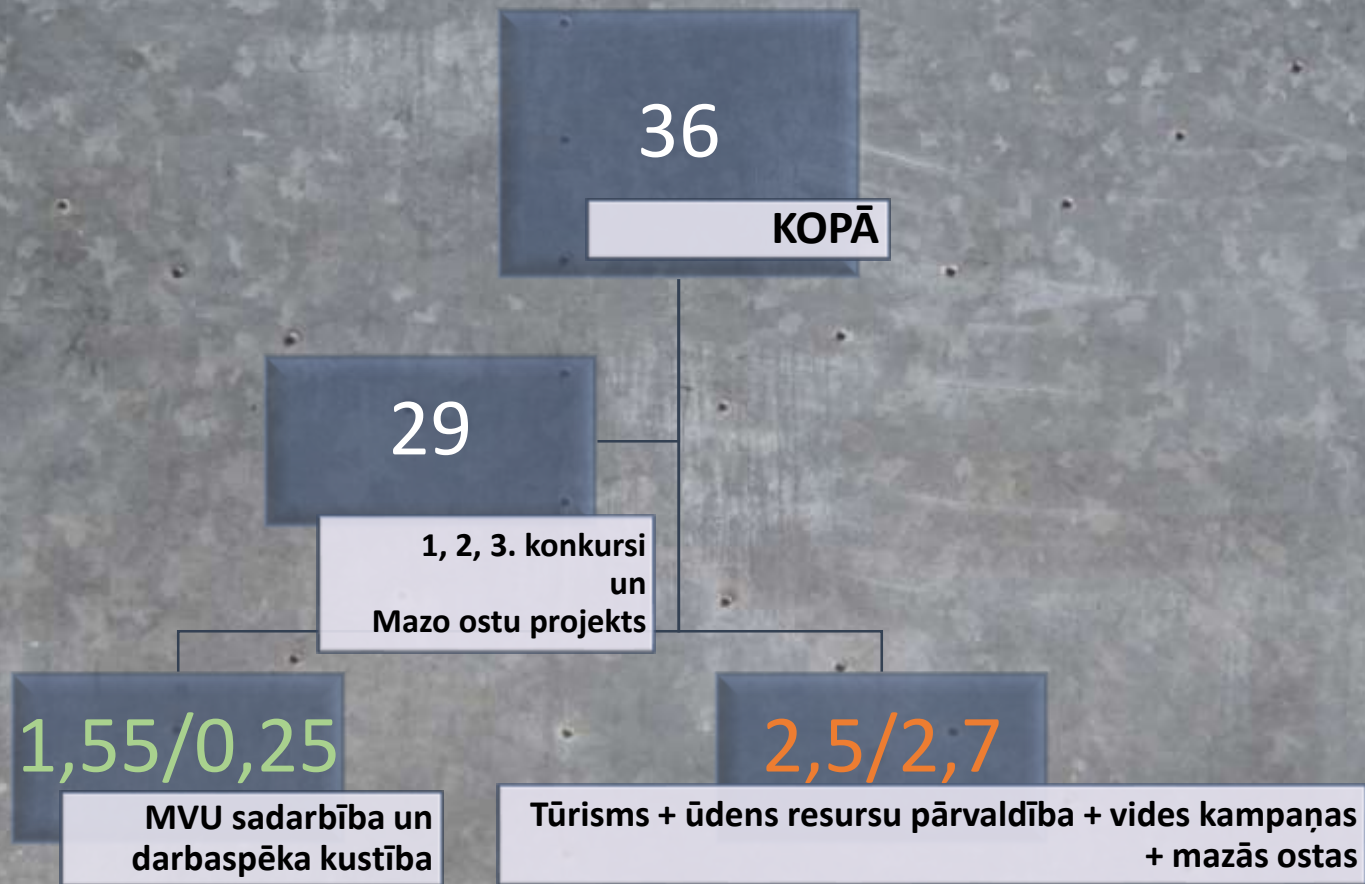 36
KOPĀ
29
1, 2, 3. konkursi
un
Mazo ostu projekts
1,55/0,25
MVU sadarbība un
darbaspēka kustība
2,5/2,7
Tūrisms + ūdens resursu pārvaldība + vides kampaņas
+ mazās ostas